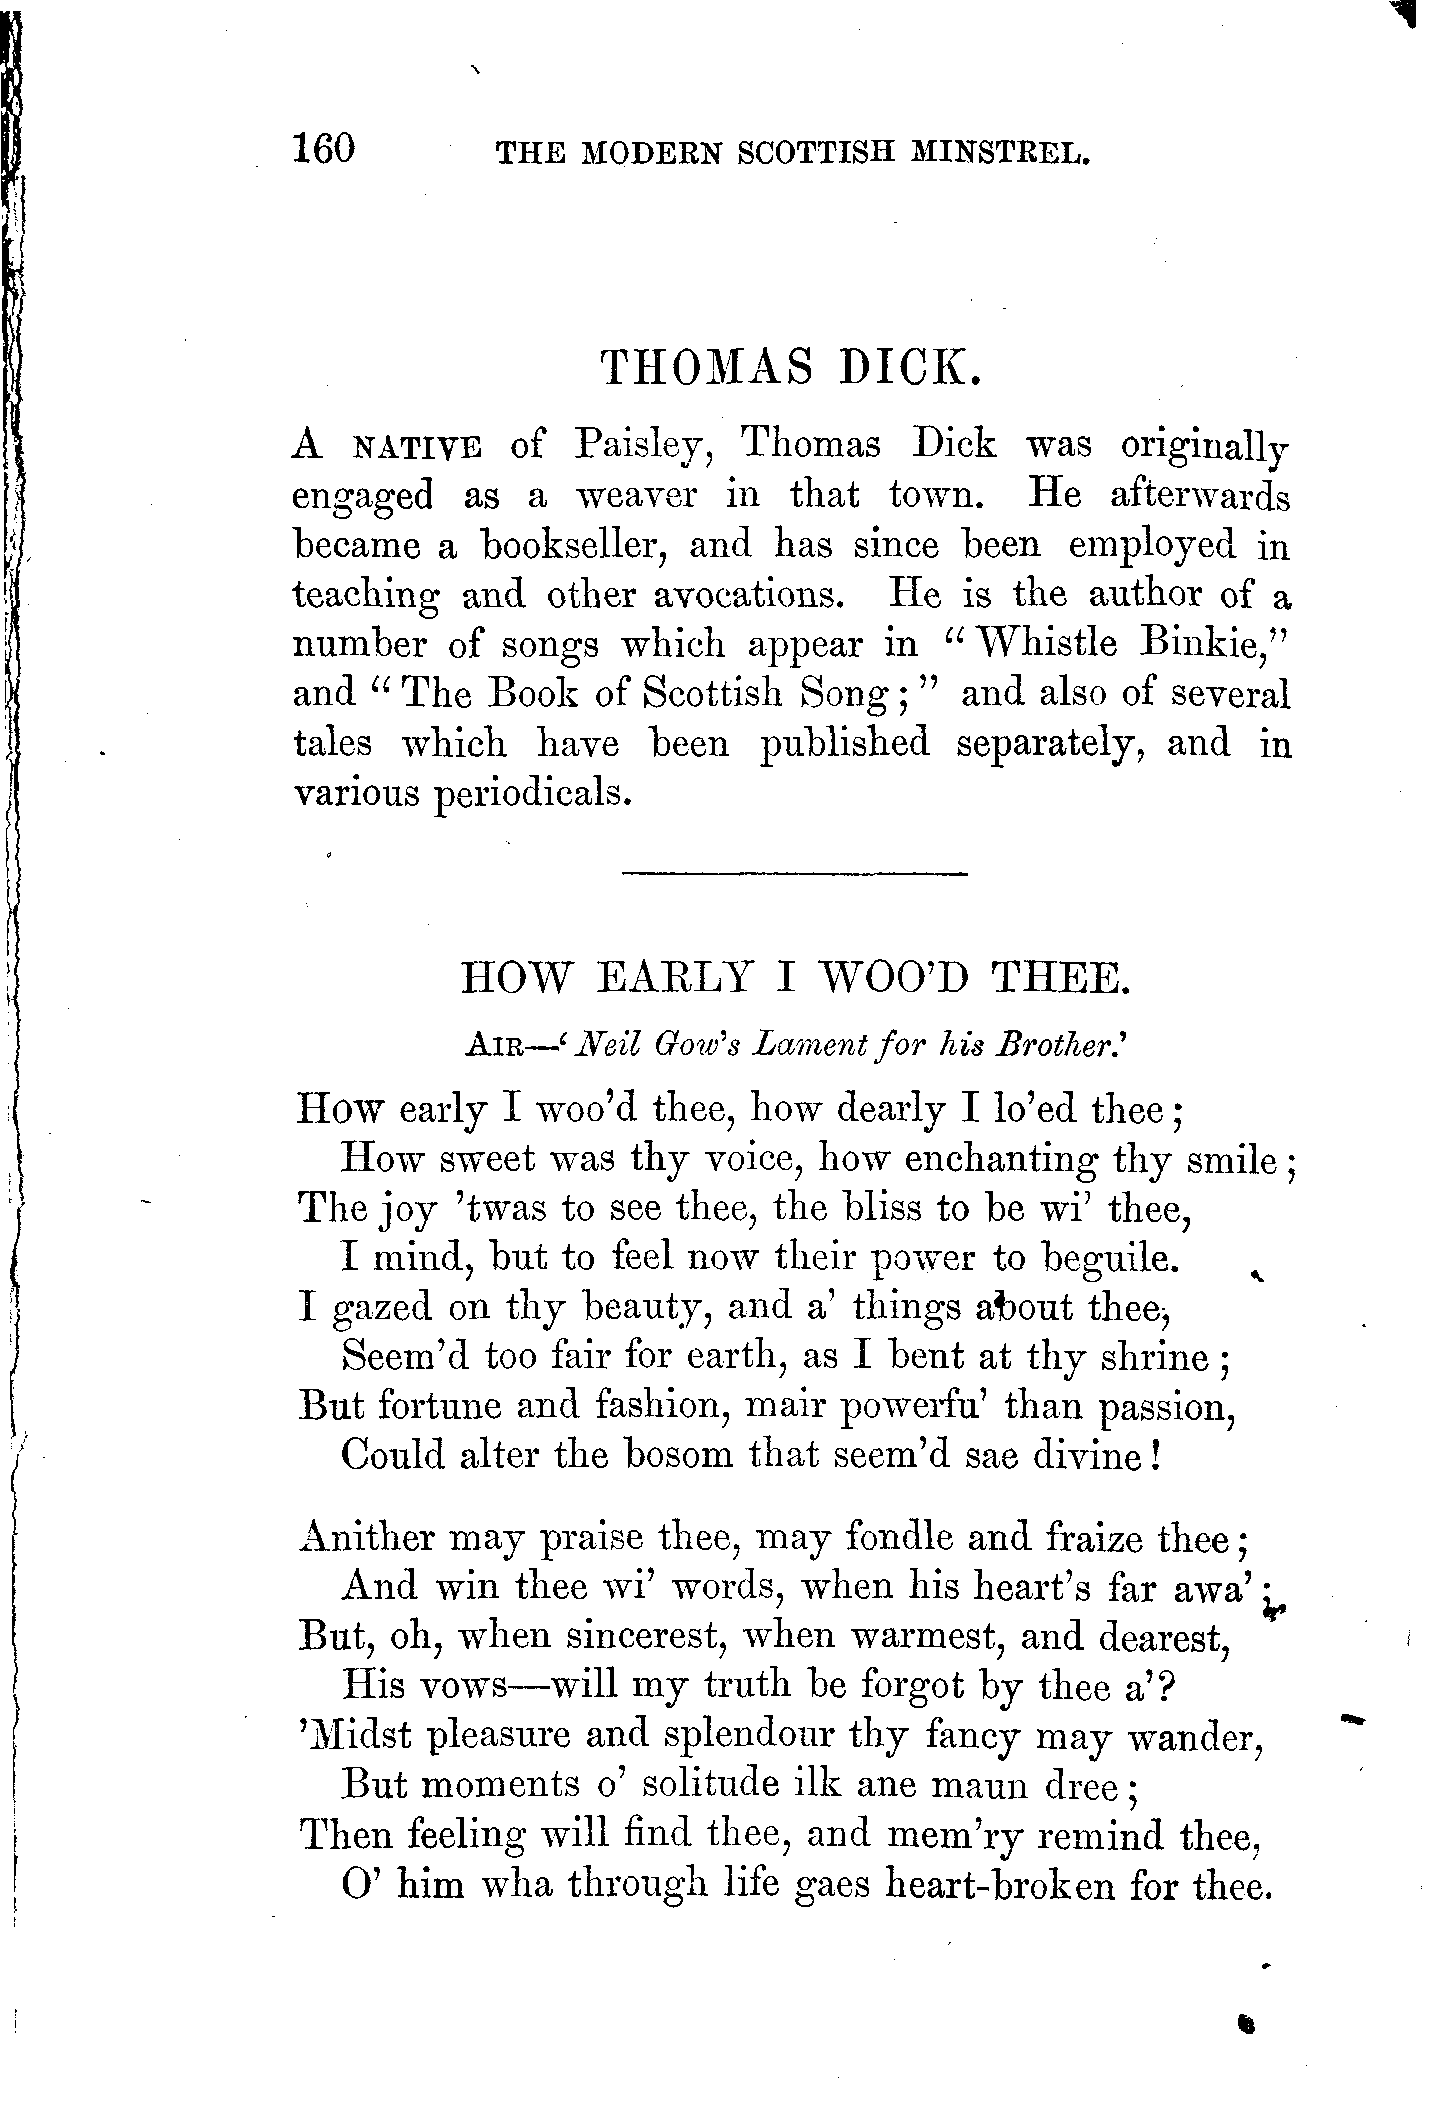 160 THE MODERN SCOTTISH MINSTREL.
THOMAS DICK.
A NATIVE of Paisley, Thomas Dick was originally
engaged as a weaver in that town. He afterwards
became a bookseller, and has since been employed in
teaching and other avocations. He is the author of a
number of songs which appear in "Whistle Binkie,"
and "The Book of Scottish Song;" and also of several
tales which have been published separately, and in
various periodicals.
HOW EARLY I WOO'D THEE.
AIR—'Neil Gow's Lament for his Brother.'
How early I woo'd thee, how dearly I lo'ed thee;
How sweet was thy voice, how enchanting thy smile;
The joy 'twas to see thee, the bliss to be wi' thee,
I mind, but to feel now their power to beguile.
I gazed on thy beauty, and a' things about thee,
Seem'd too fair for earth, as I bent at thy shrine;
But fortune and fashion, mair powerfu' than passion,
Could alter the bosom that seem'd sae divine!
Anither may praise thee, may fondle and fraize thee;
And win thee wi' words, when his heart's far awa';
But, oh, when sincerest, when warmest, and dearest,
His vows—will my truth be forgot by thee a'?
'Midst pleasure and splendour thy fancy may wander,
But moments o' solitude ilk ane maun dree;
Then feeling will find thee, and mem'ry remind thee,
O' him wha through life gaes heart-broken for thee.